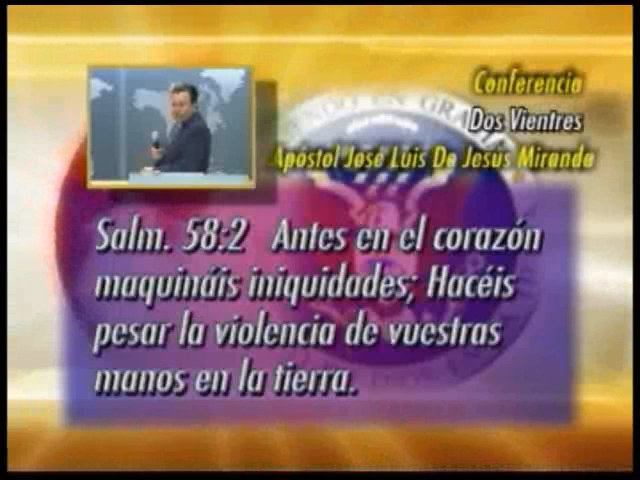 Conferencia
Dos Vientres
Apóstol José Luis De Jesús Miranda
Salm. 58:2 Antes en el corazón
maquináis iniquidades; Hacéis
pesar la violencia de vuestras
manos en la tierra.